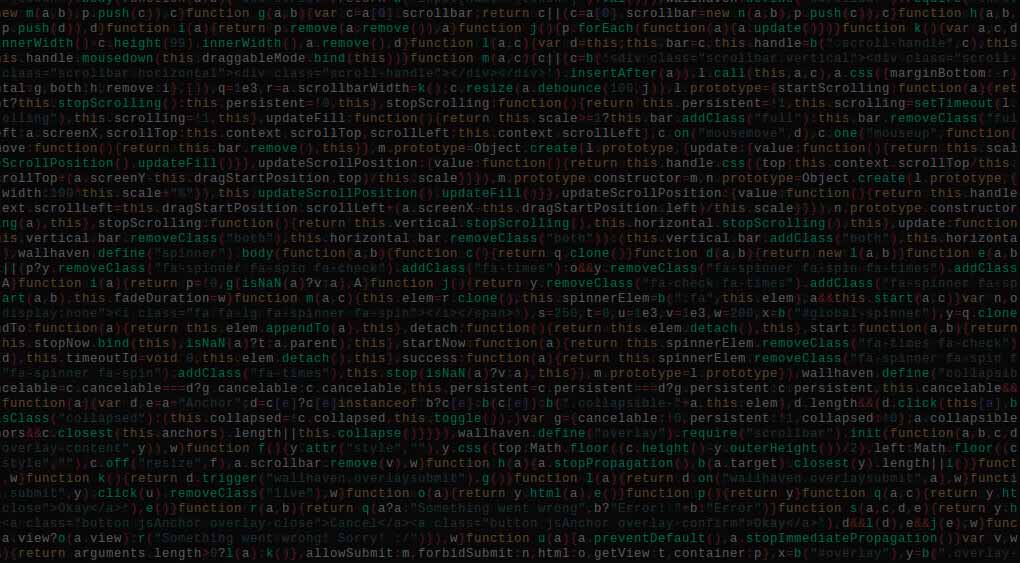 new m(a,b),p.push(c)),c}function g(a,b){var c=a[0].scrollbar;return c||(c=a[0].scrollbar=new n(a,b),p.push(c)),c}function h(a,b,
p.push(d)),d}function i(a){return p.remove(a.remove()),a}function j(){p.forEach(function(a){a.update()})}function k(){var a,c,d
innerWidth()-c.height(99).innerWidth(),a.remove(),d}function l(a,c){var d=this;this.bar=c,this.handle=b(".scroll-handle",c),this
his.handle.mousedown(this.draggableMode.bind(this))}function m(a,c){c||(c=b('<div class="scrollbar vertical"><div class="scroll-
class="scrollbar horizontal"><div class="scroll-handle"></div></div>').insertAfter(a)),l.call(this,a,c),a.css({marginBottom:-r}
ntal:g,both:h,remove:i},{}),q=1e3,r=a.scrollbarWidth=k();c.resize(a.debounce(100,j)),l.prototype={startScrolling:function(a){ret
nt?this.stopScrolling():this.persistent=!0,this},stopScrolling:function(){return this.persistent=!1,this.scrolling=setTimeout(l.
olling"),this.scrolling=!1,this},updateFill:function(){return this.scale>=1?this.bar.addClass("full"):this.bar.removeClass("ful
eft:a.screenX,scrollTop:this.context.scrollTop,scrollLeft:this.context.scrollLeft},c.on("mousemove",d),c.one("mouseup",function(
move:function(){return this.bar.remove(),this}},m.prototype=Object.create(l.prototype,{update:{value:function(){return this.scal
eScrollPosition().updateFill()}},updateScrollPosition:{value:function(){return this.handle.css({top:this.context.scrollTop/this.
rollTop+(a.screenY-this.dragStartPosition.top)/this.scale}}}),m.prototype.constructor=m,n.prototype=Object.create(l.prototype,{
width:100*this.scale+"%"}),this.updateScrollPosition().updateFill()}},updateScrollPosition:{value:function(){return this.handle
ext.scrollLeft=this.dragStartPosition.scrollLeft+(a.screenX-this.dragStartPosition.left)/this.scale}}}),n.prototype.constructor
ng(a),this},stopScrolling:function(){return this.vertical.stopScrolling(),this.horizontal.stopScrolling(),this},update:function
his.vertical.bar.removeClass("both"),this.horizontal.bar.removeClass("both")):(this.vertical.bar.addClass("both"),this.horizonta
),wallhaven.define("spinner").body(function(a,b){function c(){return q.clone()}function d(a,b){return new l(a,b)}function e(a,b
||(p?y.removeClass("fa-spinner fa-spin fa-check").addClass("fa-times"):o&&y.removeClass("fa-spinner fa-spin fa-times").addClass
A}function i(a){return p=!0,g(isNaN(a)?v:a),A}function j(){return y.removeClass("fa-check fa-times").addClass("fa-spinner fa-sp
art(a,b),this.fadeDuration=w}function m(a,c){this.elem=r.clone(),this.spinnerElem=b(".fa",this.elem),a&&this.start(a,c)}var n,o
display:none"><i class="fa fa-lg fa-spinner fa-spin"></i></span>'),s=250,t=0,u=1e3,v=1e3,w=200,x=b("#global-spinner"),y=q.clone
ndTo:function(a){return this.elem.appendTo(a),this},detach:function(){return this.elem.detach(),this},start:function(a,b){return
this.stopNow.bind(this),isNaN(a)?t:a,parent),this},startNow:function(a){return this.spinnerElem.removeClass("fa-times fa-check")
/d),this.timeoutId=void 0,this.elem.detach(),this},success:function(a){return this.spinnerElem.removeClass("fa-spinner fa-spin f
"fa-spinner fa-spin").addClass("fa-times"),this.stop(isNaN(a)?v:a),this}},m.prototype=l.prototype}),wallhaven.define("collapsib
ncelable=c.cancelable===d?g.cancelable:c.cancelable,this.persistent=c.persistent===d?g.persistent:c.persistent,this.cancelable&&
function(a){var d,e=a+"Anchor";d=c[e]?c[e]instanceof b?c[e]:b(c[e]):b(".collapsible-"+a,this.elem),d.length&&(d.click(this[a].b
sClass("collapsed"):(this.collapsed=c.collapsed,this.toggle())}var g={cancelable:!0,persistent:!1,collapsed:!0},a.collapsible
hors&&c.closest(this.anchors).length||this.collapse()}}}),wallhaven.define("overlay").require("scrollbar").init(function(a,b,c,d
overlay-content",y)),w}function f(){y.attr("style",""),y.css({top:Math.floor((c.height()-y.outerHeight())/2),left:Math.floor((c
style",""),c.off("resize",f),a.scrollbar.remove(v),w}function h(a){a.stopPropagation(),b(a.target).closest(y).length||i()}funct
,w}function k(){return d.trigger("wallhaven.overlaysubmit"),g()}function l(a){return d.on("wallhaven.overlaysubmit",a),w}functi
.submit",y).click(u).removeClass("live"),w}function o(a){return y.html(a),e()}function p(){return y}function q(a,c){return y.ht
close">Okay</a>'),e()}function r(a,b){return q(a?a:"Something went wrong",b?"Error: "+b:"Error")}function s(a,c,d,e){return y.h
<a class="button jsAnchor overlay-close">Cancel</a><a class="button jsAnchor overlay-confirm">Okay</a>'),d&&l(d),e&&j(e),w}func
a.view?o(a.view):r("Something went wrong! Sorry! :/")}),w}function u(a){a.preventDefault(),a.stopImmediatePropagation()}var v,w
){return arguments.length>0?l(a):k()},allowSubmit:m,forbidSubmit:n,html:o,getView:t,container:p},x=b("#overlay"),y=b(".overlay-